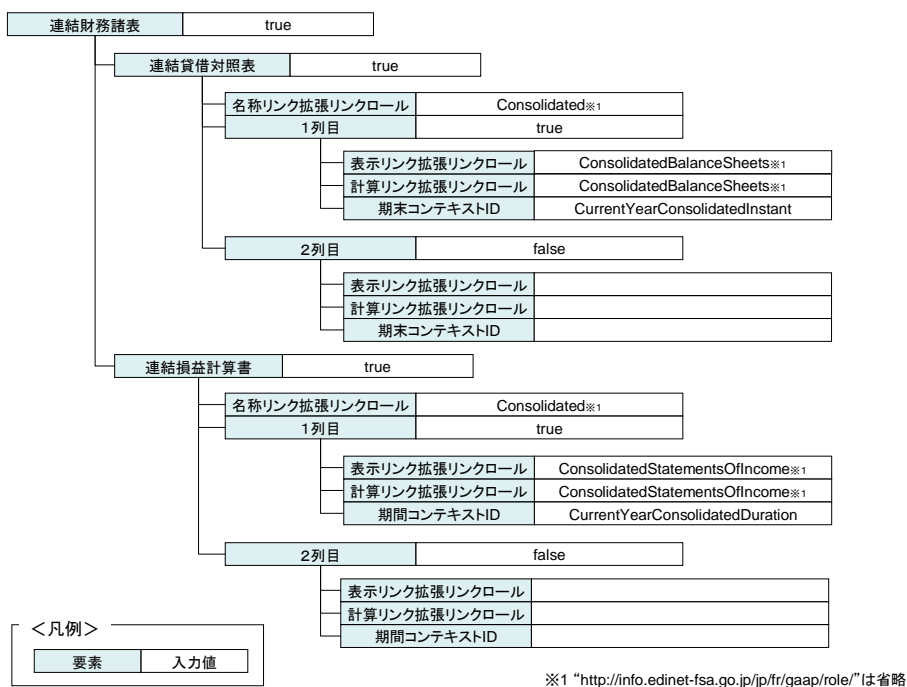 連結財務諸表 true
連結貸借対照表 true
名称リンク拡張リンクロール Consolidated※1
1列目 true
表示リンク拡張リンクロール ConsolidatedBalanceSheets※1
計算リンク拡張リンクロール ConsolidatedBalanceSheets※1
期末コンテキストID CurrentYearConsolidatedInstant
2列目 false
表示リンク拡張リンクロール
計算リンク拡張リンクロール
期末コンテキストID
連結損益計算書 true
名称リンク拡張リンクロール Consolidated※1
1列目 true
表示リンク拡張リンクロール ConsolidatedStatementsOfIncome※1
計算リンク拡張リンクロール ConsolidatedStatementsOfIncome※1
期間コンテキストID CurrentYearConsolidatedDuration
2列目 false
表示リンク拡張リンクロール
計算リンク拡張リンクロール
期間コンテキストID
＜凡例＞
要素 入力値
※1 “http://info.edinet-fsa.go.jp/jp/fr/gaap/role/”は省略